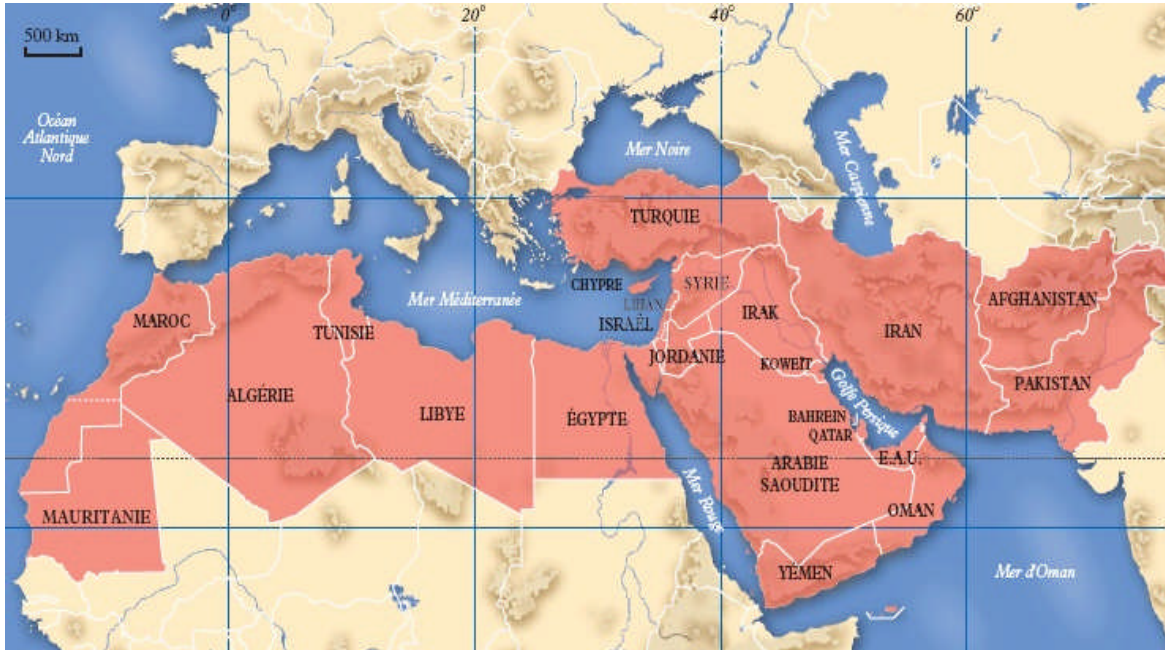 0°
20°
40°
60°
500 km
Océan
Atlantique
Nord
Mer Noire
Mer Caspienne
TURQUIE
CHYPRE
SYRIE
LIBAN
ISRAËL
Mer Méditerranée
AFGHANISTAN
MAROC
TUNISIE
IRAK
IRAN
JORDANIE
KOWEÏT
PAKISTAN
ALGÉRIE
LIBYE
ÉGYPTE
Golfe Persique
BAHREIN
QATAR
E.A.U.
ARABIE
SAOUDITE
Mer Rouge
OMAN
MAURITANIE
YÉMEN
Mer d'Oman